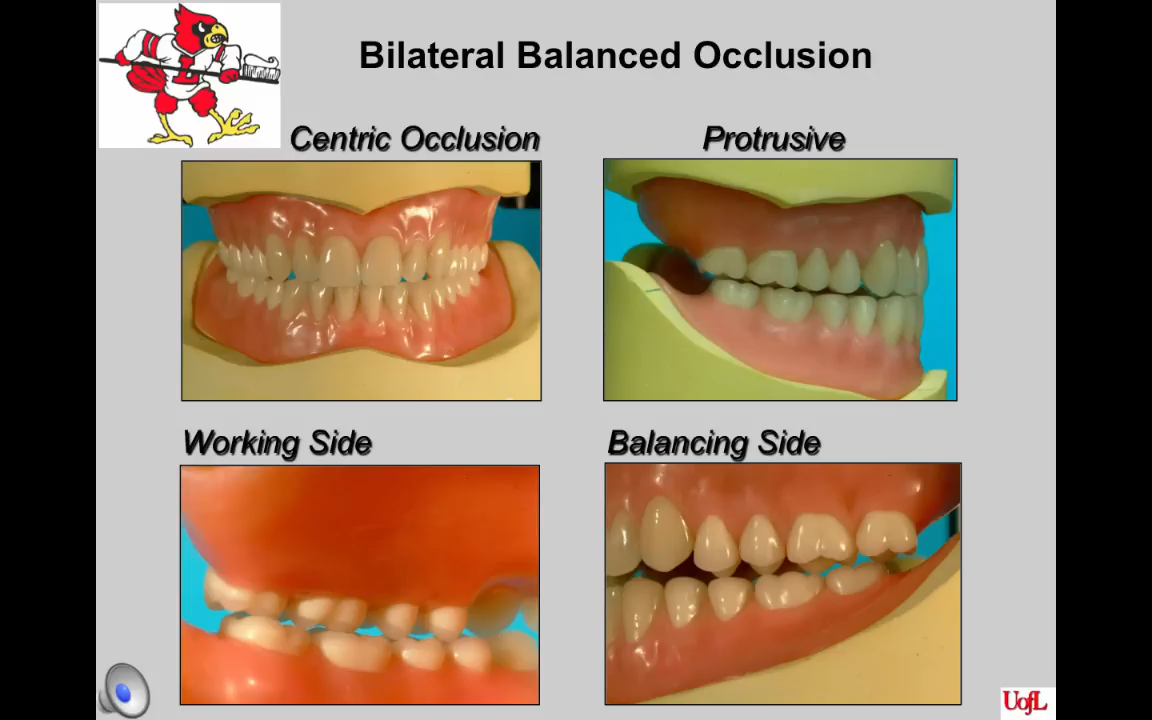 Bilateral Balanced Occlusion
Centric Occlusion
Protrusive
Working Side
Balancing Side
UofL